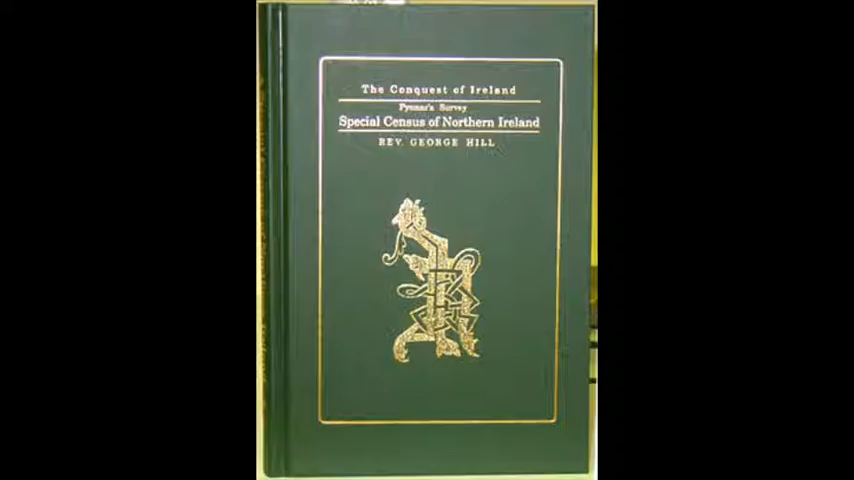 The Conquest of Ireland
Pynnar's Survey
Special Census of Northern Ireland
REV. GEORGE HILL